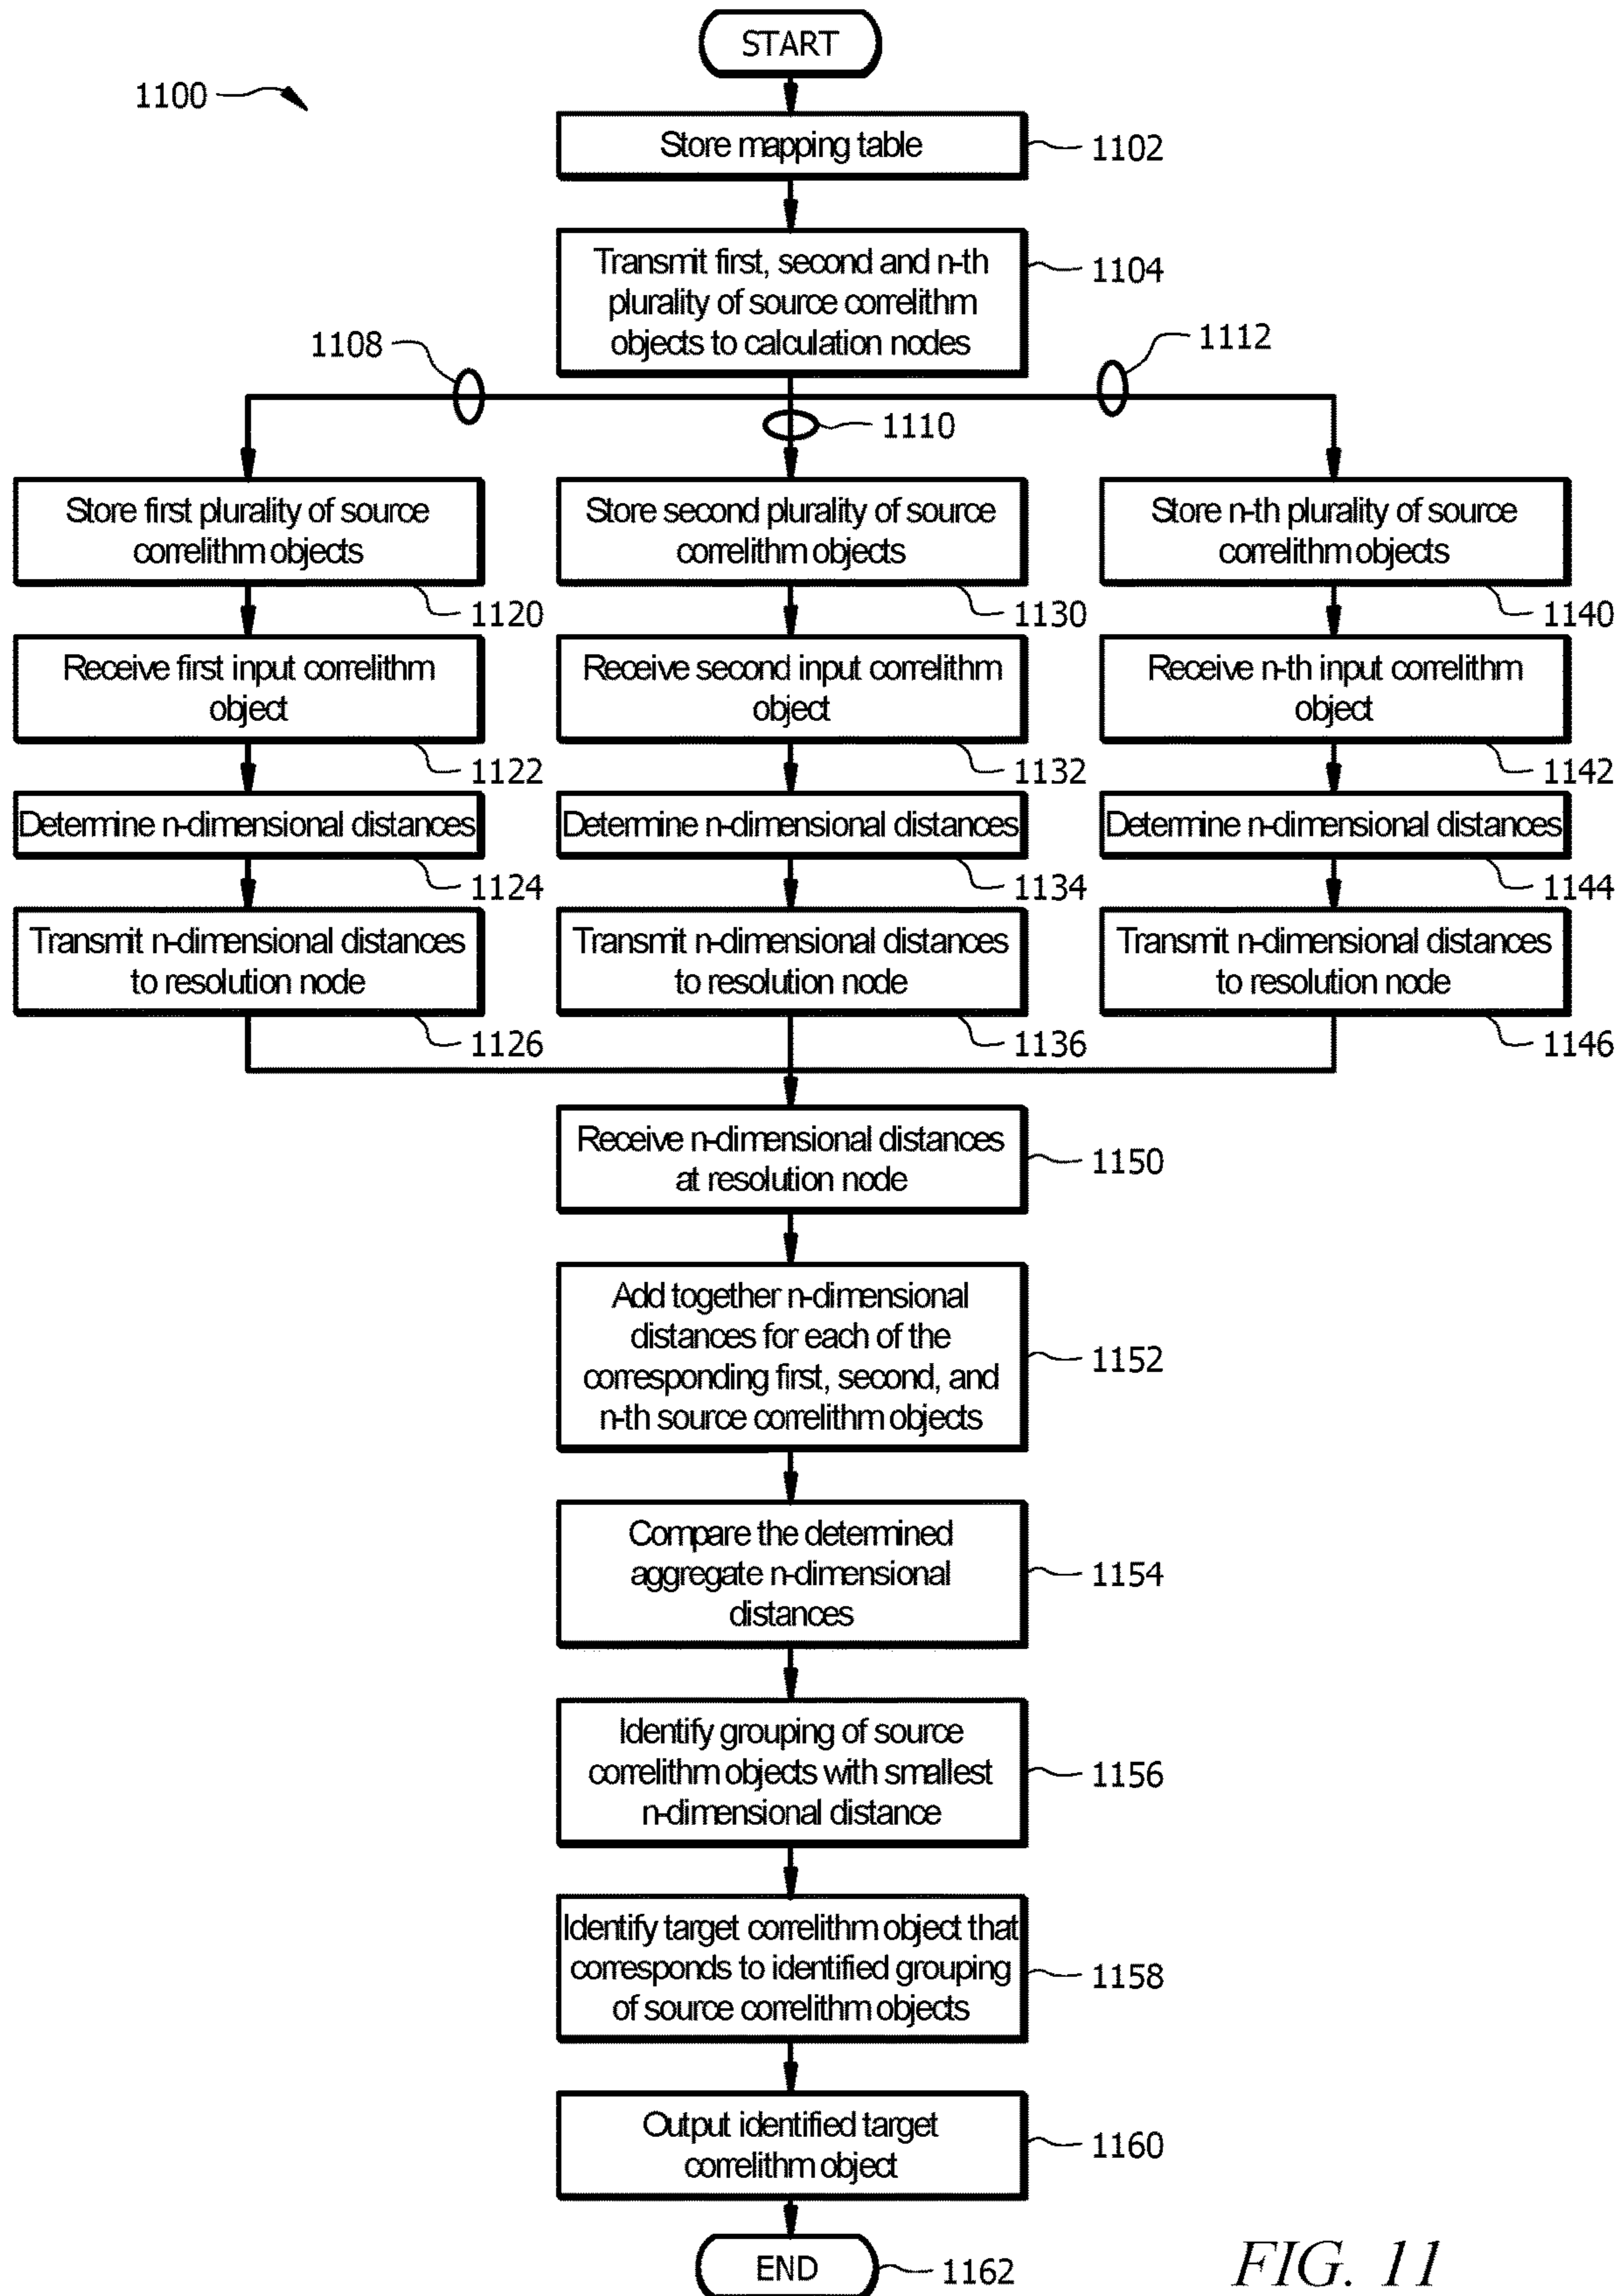 START
1100
Store mapping table
1102
Transmit first, second and n-th
plurality of source correlithm
objects to calculation nodes
1104
1108
1110
1112
Store first plurality of source
correlithm objects
1120
Receive first input correlithm
object
1122
Determine n-dimensional distances
1124
Transmit n-dimensional distances
to resolution node
1126
Store second plurality of source
correlithm objects
1130
Receive second input correlithm
object
1132
Determine n-dimensional distances
1134
Transmit n-dimensional distances
to resolution node
1136
Store n-th plurality of source
correlithm objects
1140
Receive n-th input correlithm
object
1142
Determine n-dimensional distances
1144
Transmit n-dimensional distances
to resolution node
1146
Receive n-dimensional distances
at resolution node
1150
Add together n-dimensional
distances for each of the
corresponding first, second, and
n-th source correlithm objects
1152
Compare the determined
aggregate n-dimensional
distances
1154
Identify grouping of source
correlithm objects with smallest
n-dimensional distance
1156
Identify target correlithm object that
corresponds to identified grouping
of source correlithm objects
1158
Output identified target
correlithm object
1160
END
1162
FIG. 11